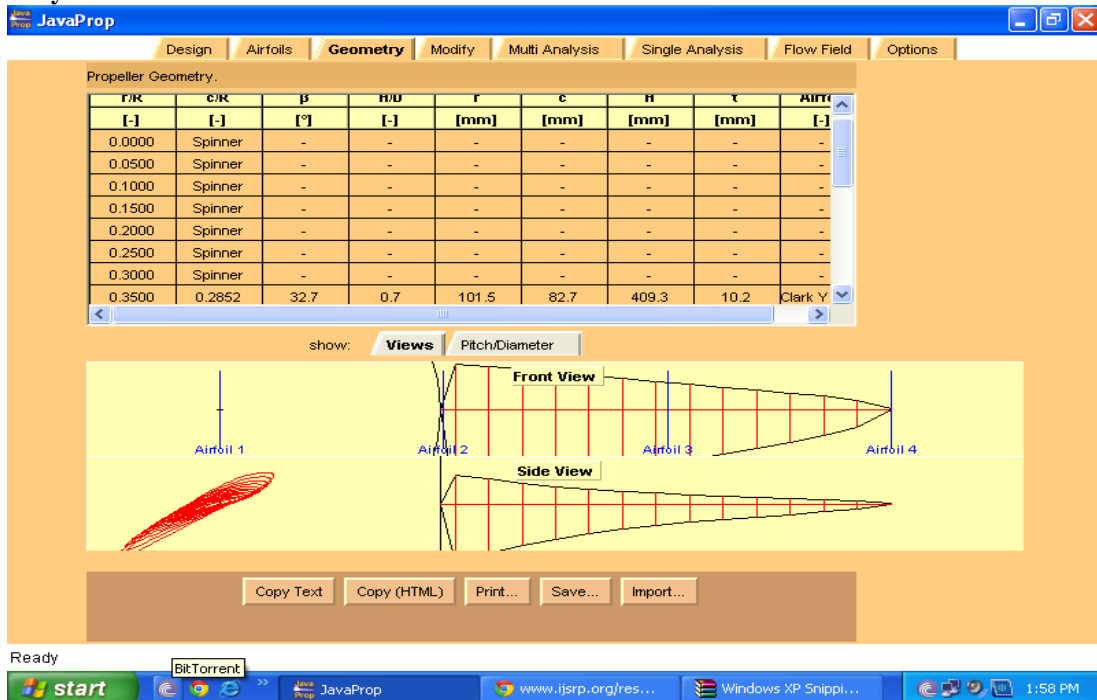 JavaProp
Design Airfoils Geometry Modify Multi Analysis Single Analysis Flow Field Options
Propeller Geometry.
r/R c/R β H/D r c H t
[-] [-] [°] [-] [mm] [mm] [mm] [mm] [-]
0.0000 Spinner - - - - - - -
0.0500 Spinner - - - - - - -
0.1000 Spinner - - - - - - -
0.1500 Spinner - - - - - - -
0.2000 Spinner - - - - - - -
0.2500 Spinner - - - - - - -
0.3000 Spinner - - - - - - -
0.3500 0.2852 32.7 0.7 101.5 82.7 409.3 10.2 Clark Y
show: Views Pitch/Diameter
Front View
Airfoil 1 Airfoil 2 Airfoil 3 Airfoil 4
Side View
Copy Text Copy (HTML) Print... Save... Import...
Ready
BitTorrent
start JavaProp www.ijsrp.org/res... Windows XP Snippi... 1:58 PM